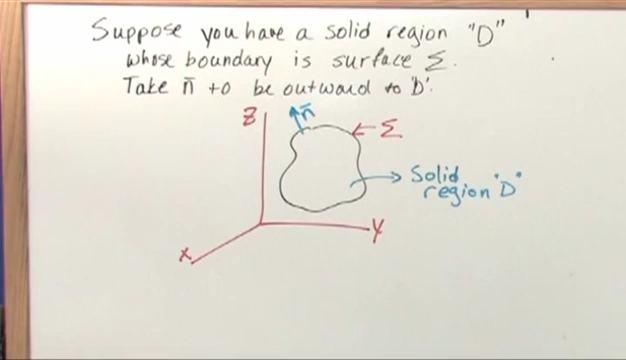 Suppose you have a solid region "D"
whose boundary is surface Σ.
Take n̄ to be outward to 'D'.
Z
n̄
Σ
Solid
region "D"
y
x